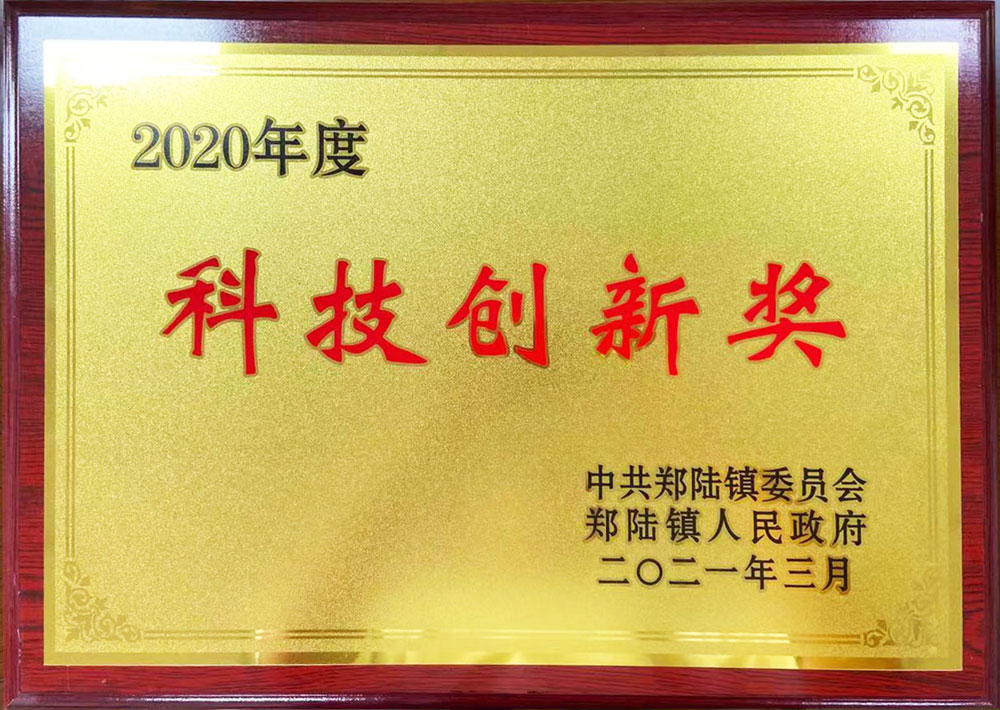 2020年度
科技创新奖
中共郑陆镇委员会
郑陆镇人民政府
二〇二一年三月